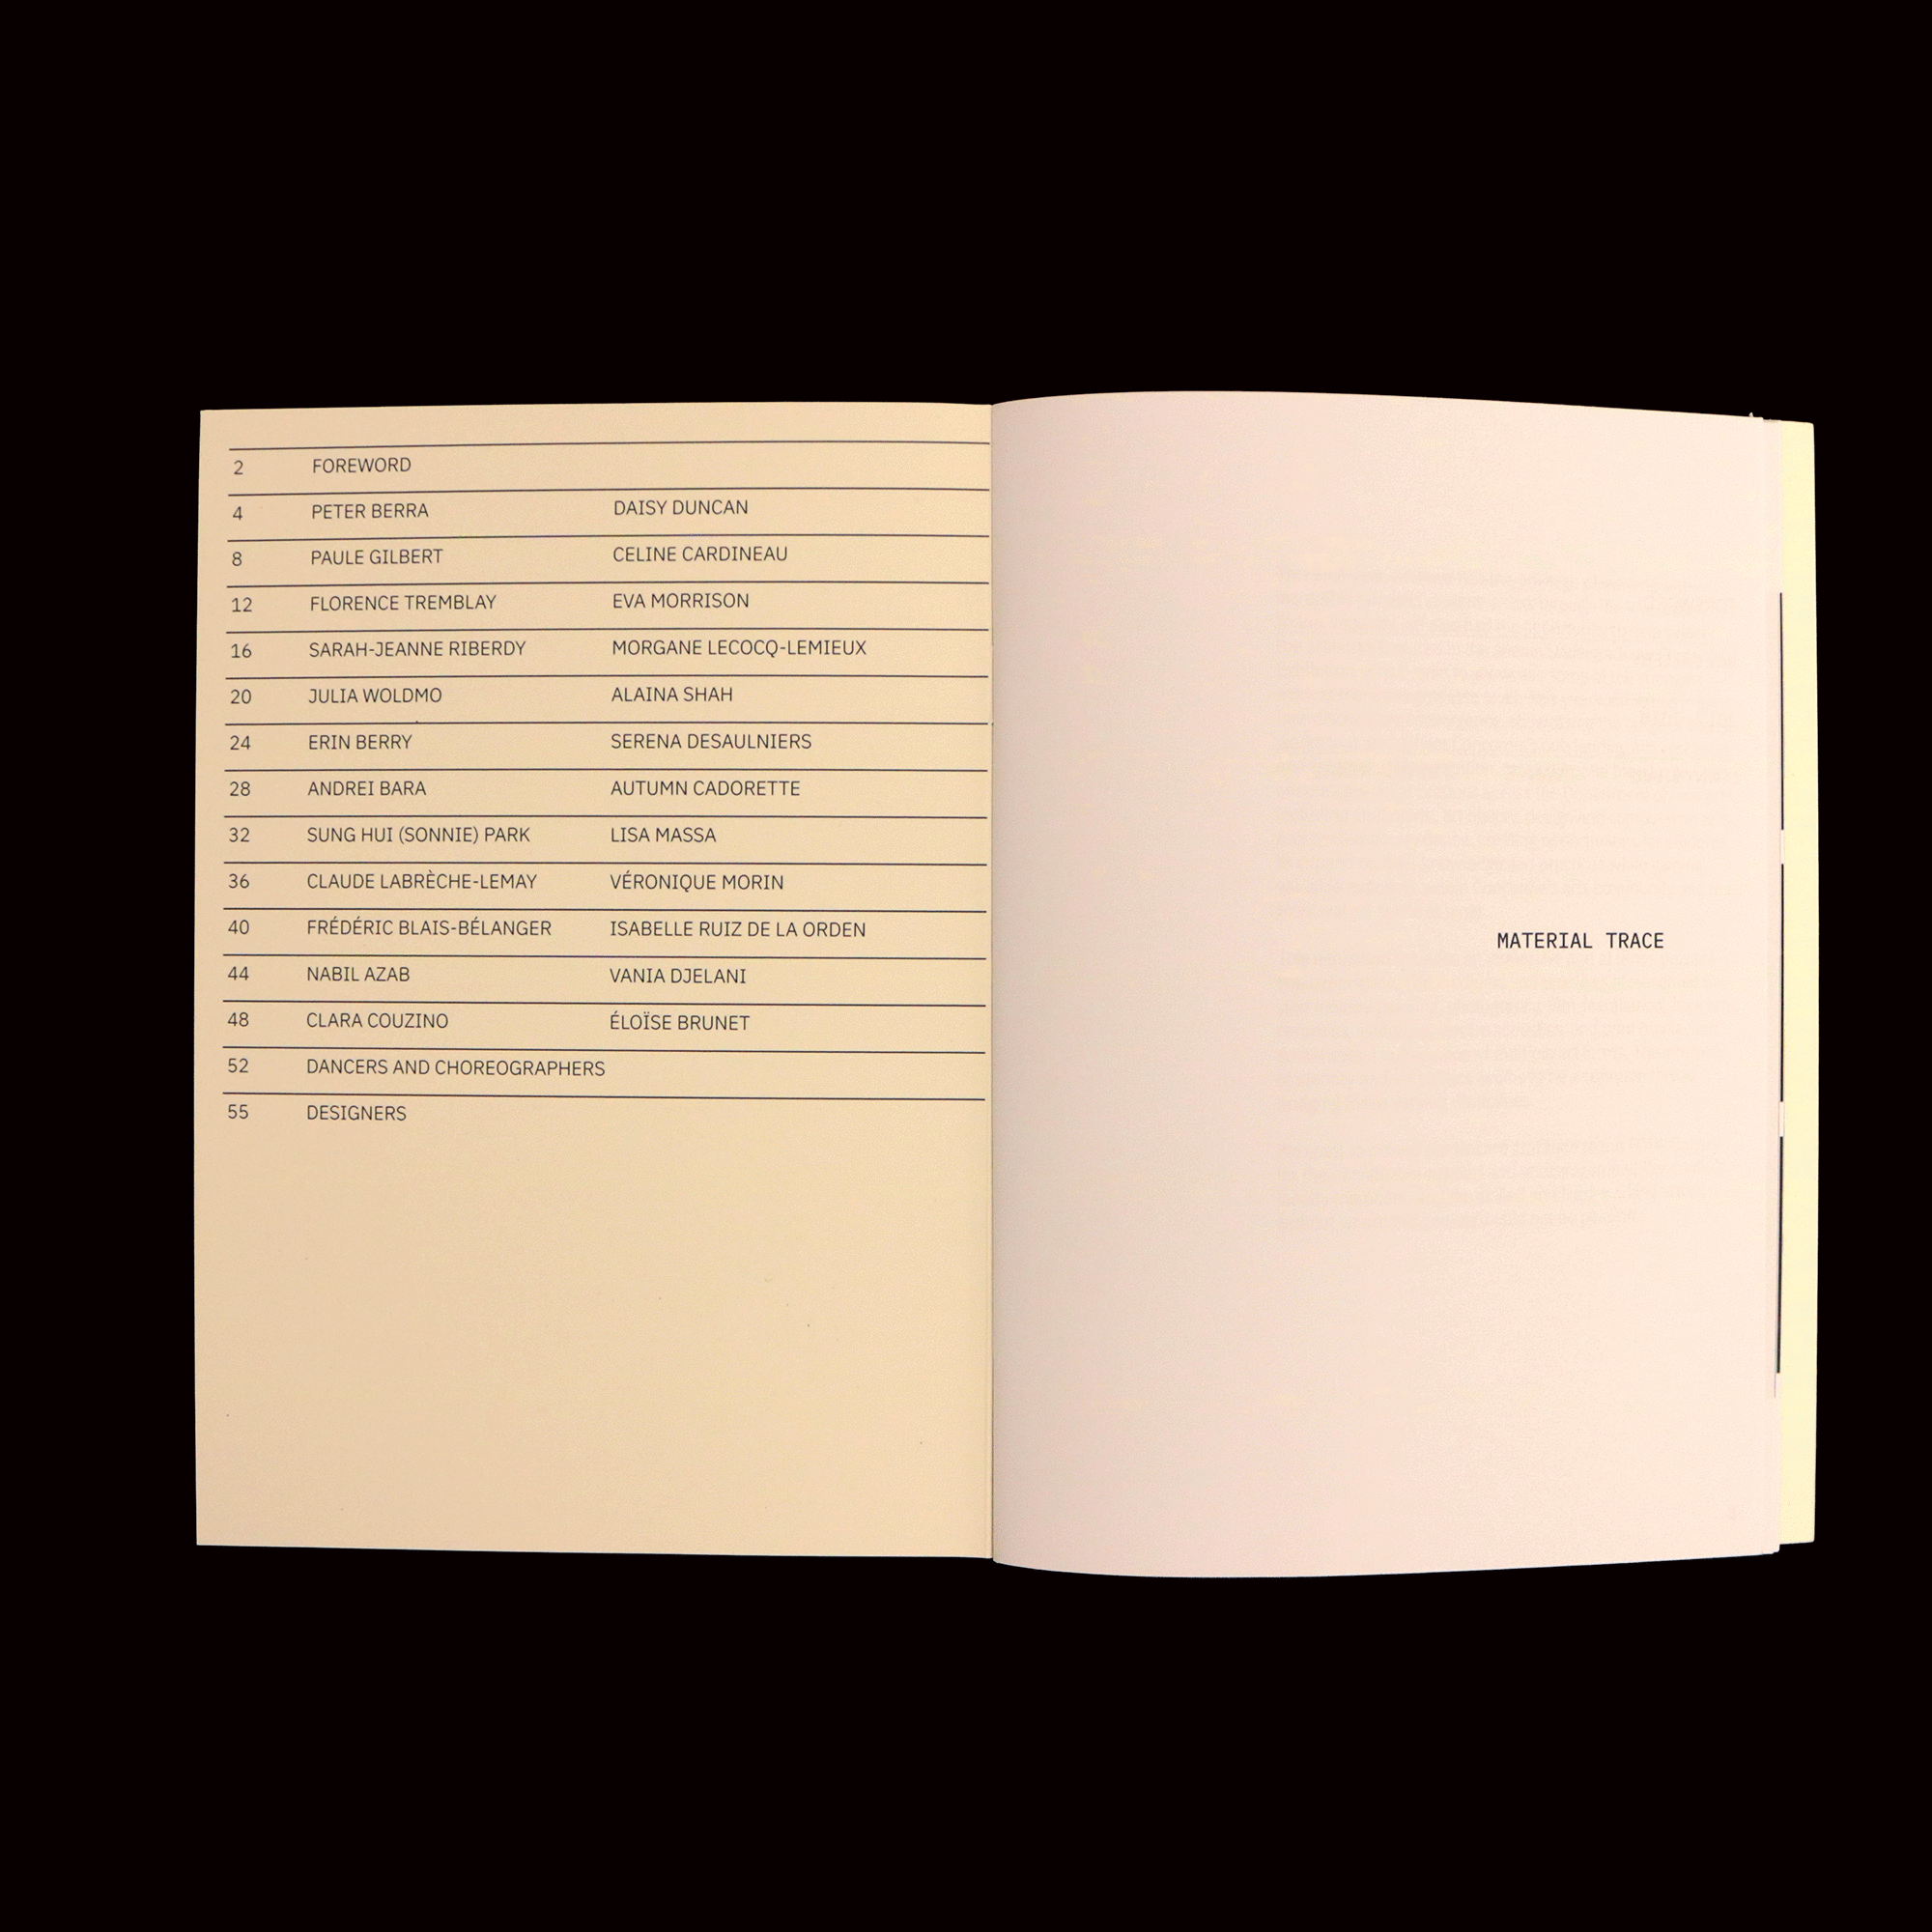 2 FOREWORD
4 PETER BERRA DAISY DUNCAN
8 PAULE GILBERT CELINE CARDINEAU
12 FLORENCE TREMBLAY EVA MORRISON
16 SARAH-JEANNE RIBERDY MORGANE LECOCQ-LEMIEUX
20 JULIA WOLDMO ALAINA SHAH
24 ERIN BERRY SERENA DESAULNIERS
28 ANDREI BARA AUTUMN CADORETTE
32 SUNG HUI (SONNIE) PARK LISA MASSA
36 CLAUDE LABRÈCHE-LEMAY VÉRONIQUE MORIN
40 FRÉDÉRIC BLAIS-BÉLANGER ISABELLE RUIZ DE LA ORDEN
44 NABIL AZAB VANIA DJELANI
48 CLARA COUZINO ÉLOÏSE BRUNET
52 DANCERS AND CHOREOGRAPHERS
55 DESIGNERS
MATERIAL TRACE